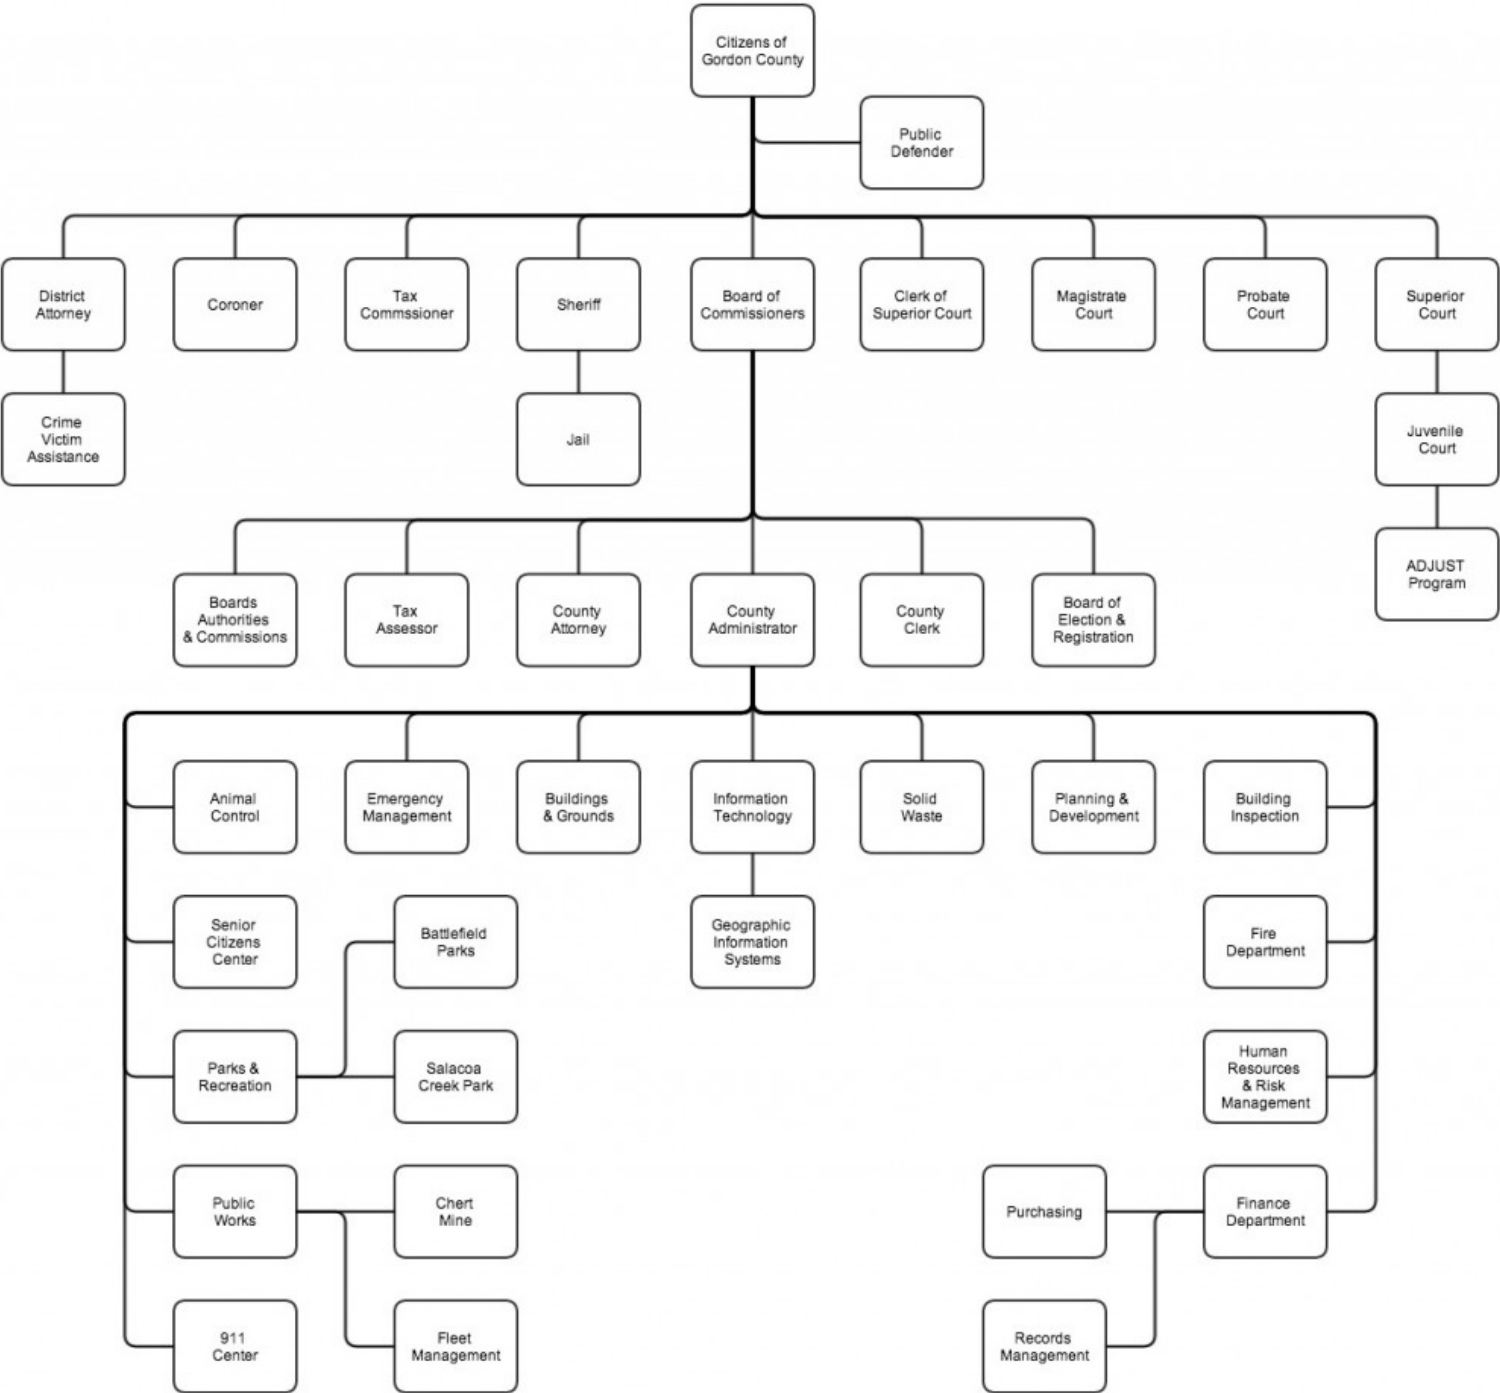 Citizens of
Gordon County
Public
Defender
District
Attorney
Coroner
Tax
Commssioner
Sheriff
Board of
Commissioners
Clerk of
Superior Court
Magistrate
Court
Probate
Court
Superior
Court
Crime
Victim
Assistance
Jail
Juvenile
Court
ADJUST
Program
Boards
Authorities
& Commissions
Tax
Assessor
County
Attorney
County
Administrator
County
Clerk
Board of
Election &
Registration
Animal
Control
Emergency
Management
Buildings
& Grounds
Information
Technology
Solid
Waste
Planning &
Development
Building
Inspection
Senior
Citizens
Center
Battlefield
Parks
Geographic
Information
Systems
Fire
Department
Parks &
Recreation
Salacoa
Creek Park
Human
Resources
& Risk
Management
Public
Works
Chert
Mine
Purchasing
Finance
Department
911
Center
Fleet
Management
Records
Management